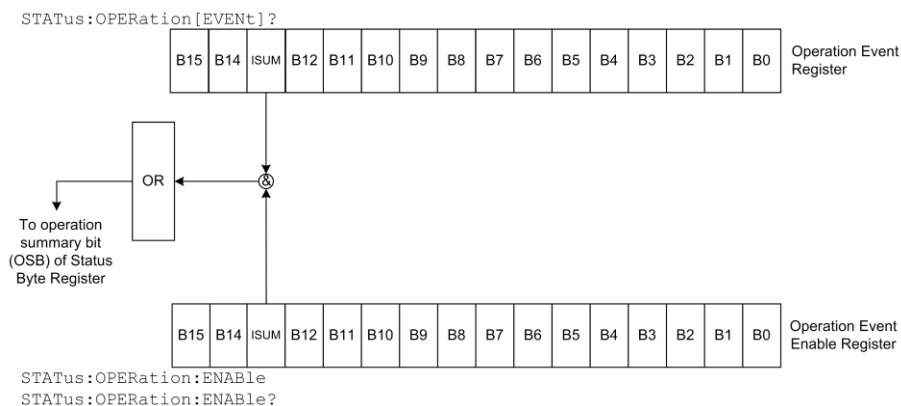 STATus:OPERation[EVENt]?
B15 B14 ISUM B12 B11 B10 B9 B8 B7 B6 B5 B4 B3 B2 B1 B0
Operation Event
Register
&
OR
To operation
summary bit
(OSB) of Status
Byte Register
B15 B14 ISUM B12 B11 B10 B9 B8 B7 B6 B5 B4 B3 B2 B1 B0
Operation Event
Enable Register
STATus:OPERation:ENABle
STATus:OPERation:ENABle?